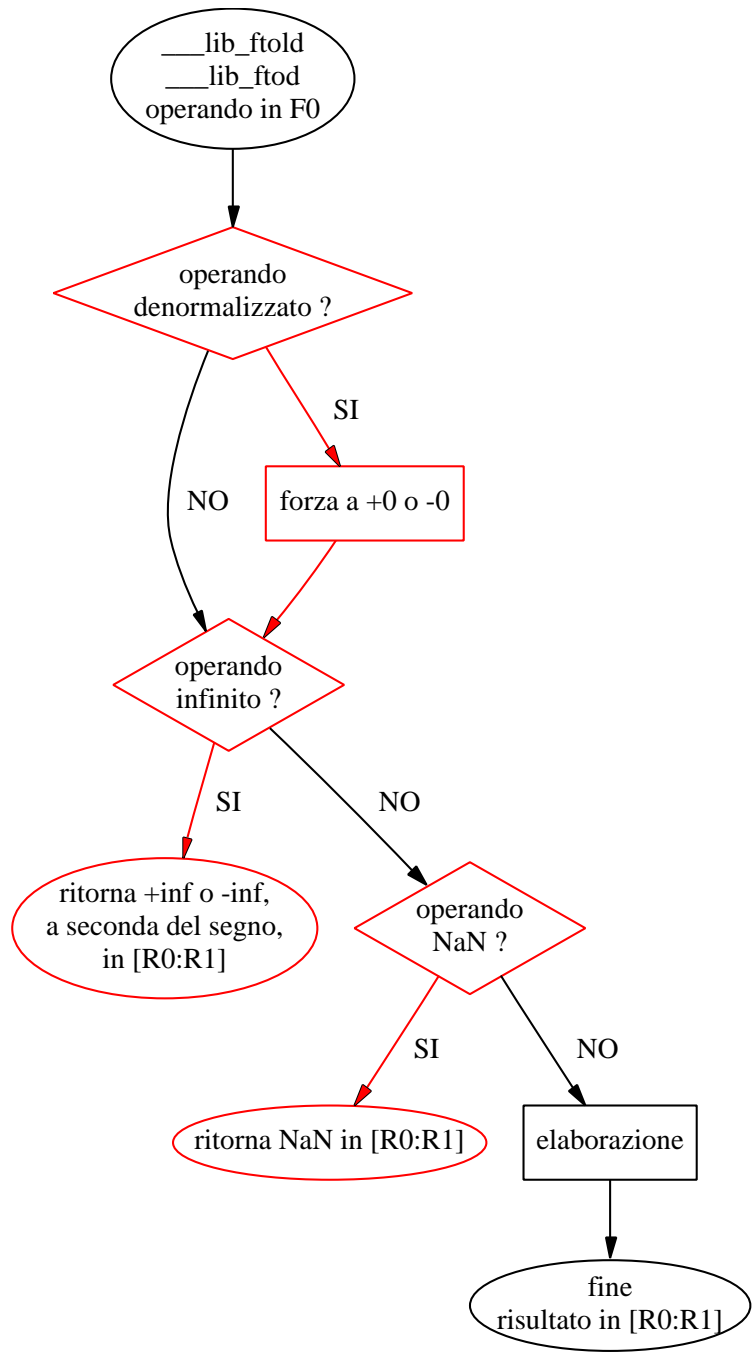 ___lib_ftold
___lib_ftod
operando in F0
operando
denormalizzato ?
SI
NO
forza a +0 o -0
operando
infinito ?
SI
NO
ritorna +inf o -inf,
a seconda del segno,
in [R0:R1]
operando
NaN ?
SI
NO
ritorna NaN in [R0:R1]
elaborazione
fine
risultato in [R0:R1]